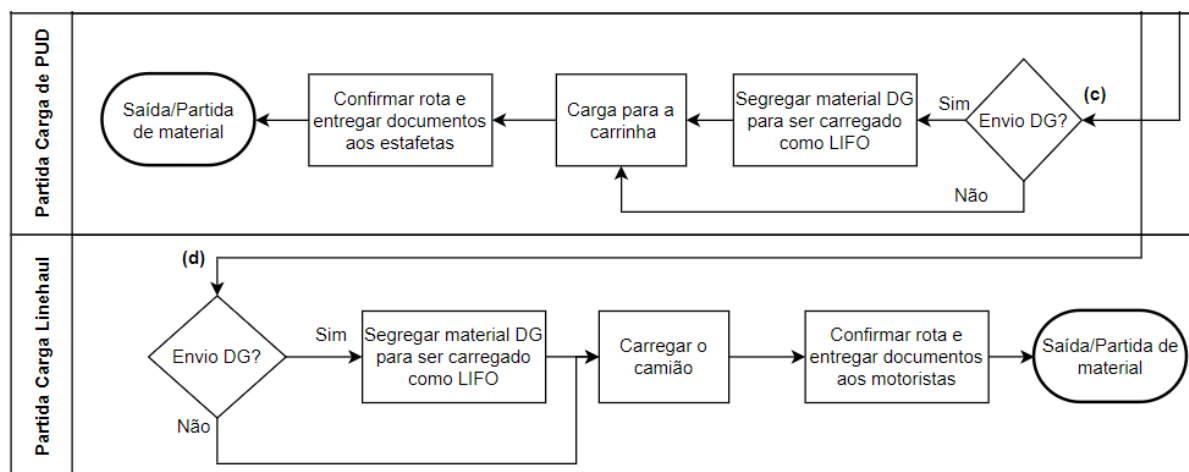 Partida Carga de PUD
Saída/Partida
de material
Confirmar rota e
entregar documentos
aos estafetas
Carga para a
carrinha
Segregar material DG
para ser carregado
como LIFO
Sim
Envio DG?
(c)
Não
Partida Carga Linehaul
(d)
Envio DG?
Sim
Não
Segregar material DG
para ser carregado
como LIFO
Carregar o
camião
Confirmar rota e
entregar documentos
aos motoristas
Saída/Partida de
material